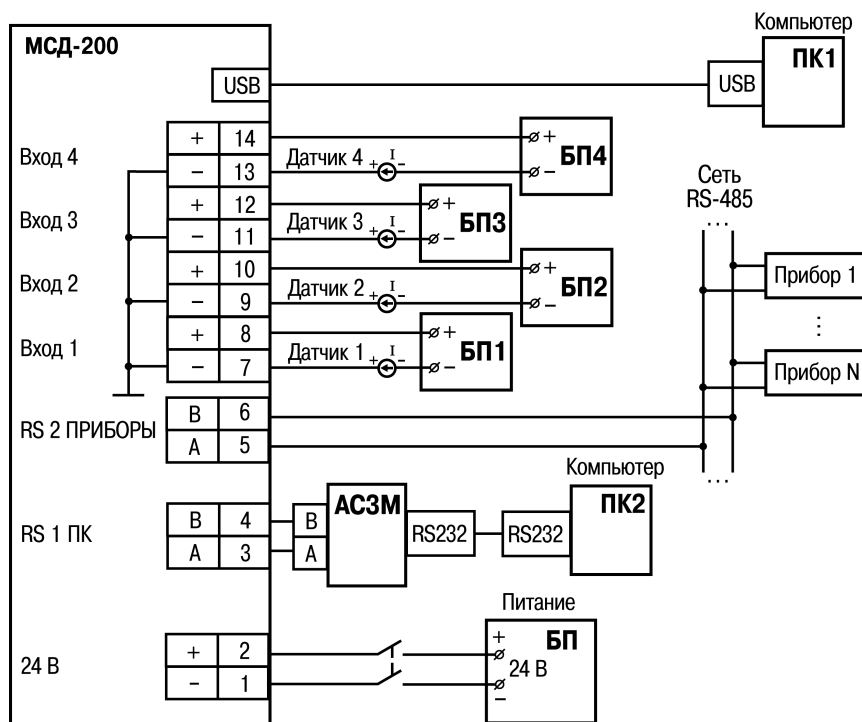 Компьютер
МСД-200
ПК1
USB
USB
Вход 4
+ 14
− 13
Датчик 4
+ I −
+
−
БП4
Сеть
RS-485
...
Вход 3
+ 12
− 11
Датчик 3
+ I −
+
−
БП3
Вход 2
+ 10
− 9
Датчик 2
+ I −
+
−
БП2
Прибор 1
...
Вход 1
+ 8
− 7
Датчик 1
+ I −
+
−
БП1
Прибор N
RS 2 ПРИБОРЫ
B 6
A 5
...
Компьютер
RS 1 ПК
B 4
A 3
B
A
АС3М
RS232
RS232
ПК2
Питание
24 В
+ 2
− 1
+
24 В
−
БП